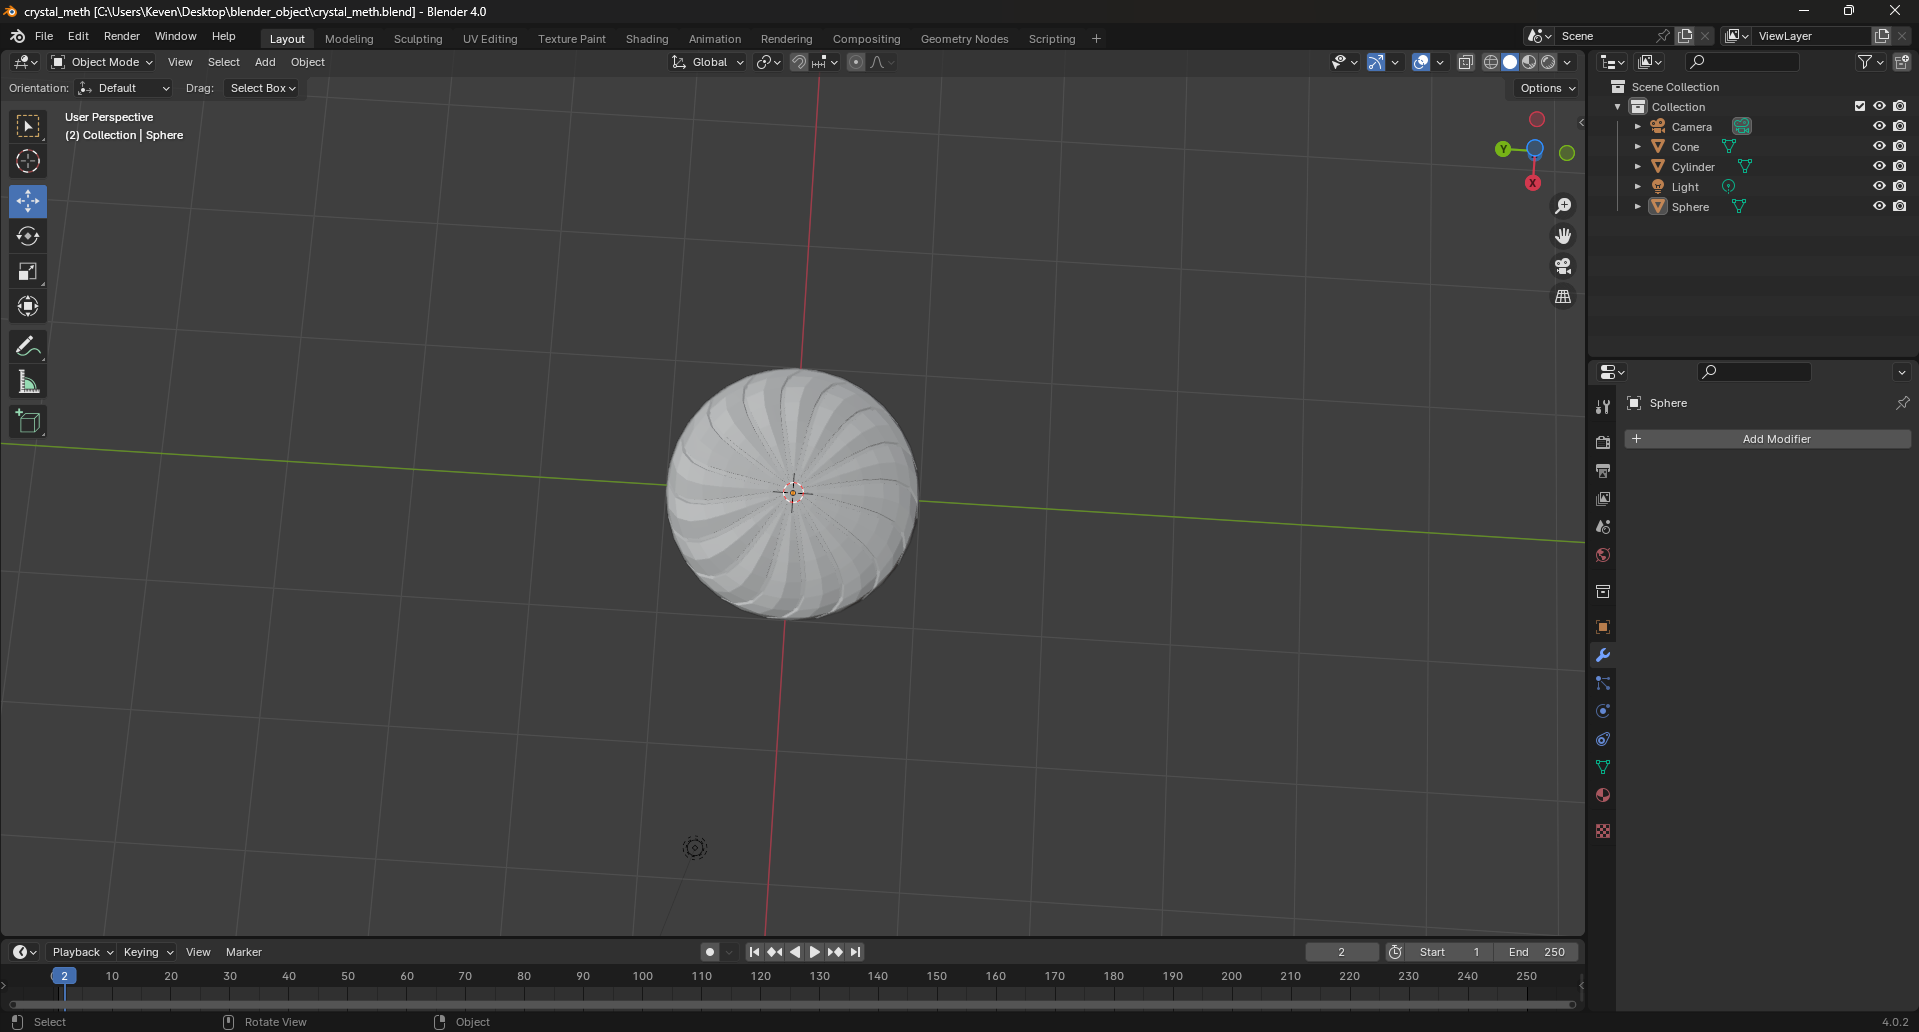 crystal_meth [C:\Users\Keven\Desktop\blender_object\crystal_meth.blend] - Blender 4.0
File Edit Render Window Help Layout Modeling Sculpting UV Editing Texture Paint Shading Animation Rendering Compositing Geometry Nodes Scripting + Scene ViewLayer
Object Mode View Select Add Object Global
Orientation: Default Drag: Select Box Options
User Perspective
(2) Collection | Sphere
Y
X
Scene Collection
Collection
Camera
Cone
Cylinder
Light
Sphere
Sphere
+ Add Modifier
Playback Keying View Marker 2 Start 1 End 250
2 10 20 30 40 50 60 70 80 90 100 110 120 130 140 150 160 170 180 190 200 210 220 230 240 250
Select Rotate View Object 4.0.2